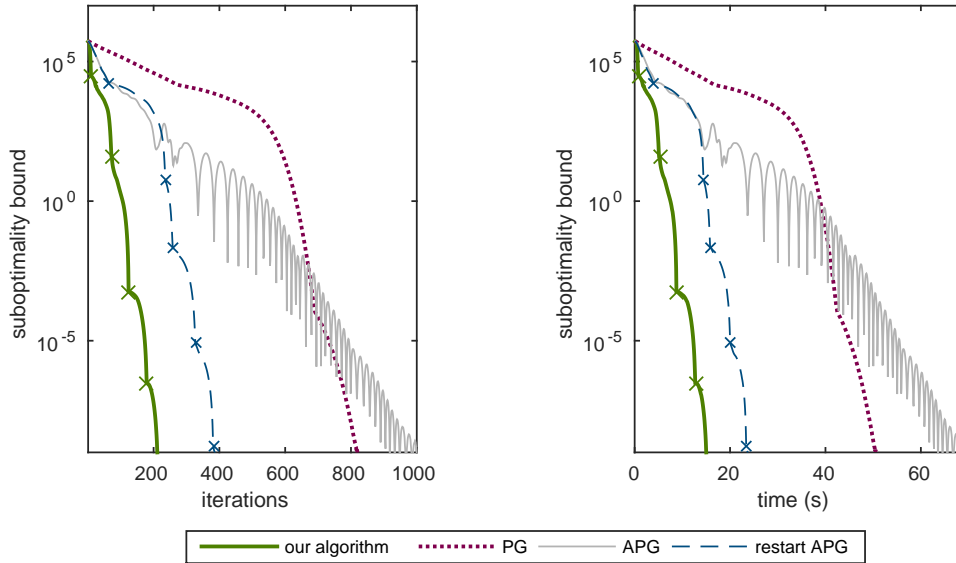 suboptimality bound
10^5
10^0
10^-5
200
400
600
800
1000
iterations
suboptimality bound
10^5
10^0
10^-5
0
20
40
60
time (s)
our algorithm
PG
APG
restart APG